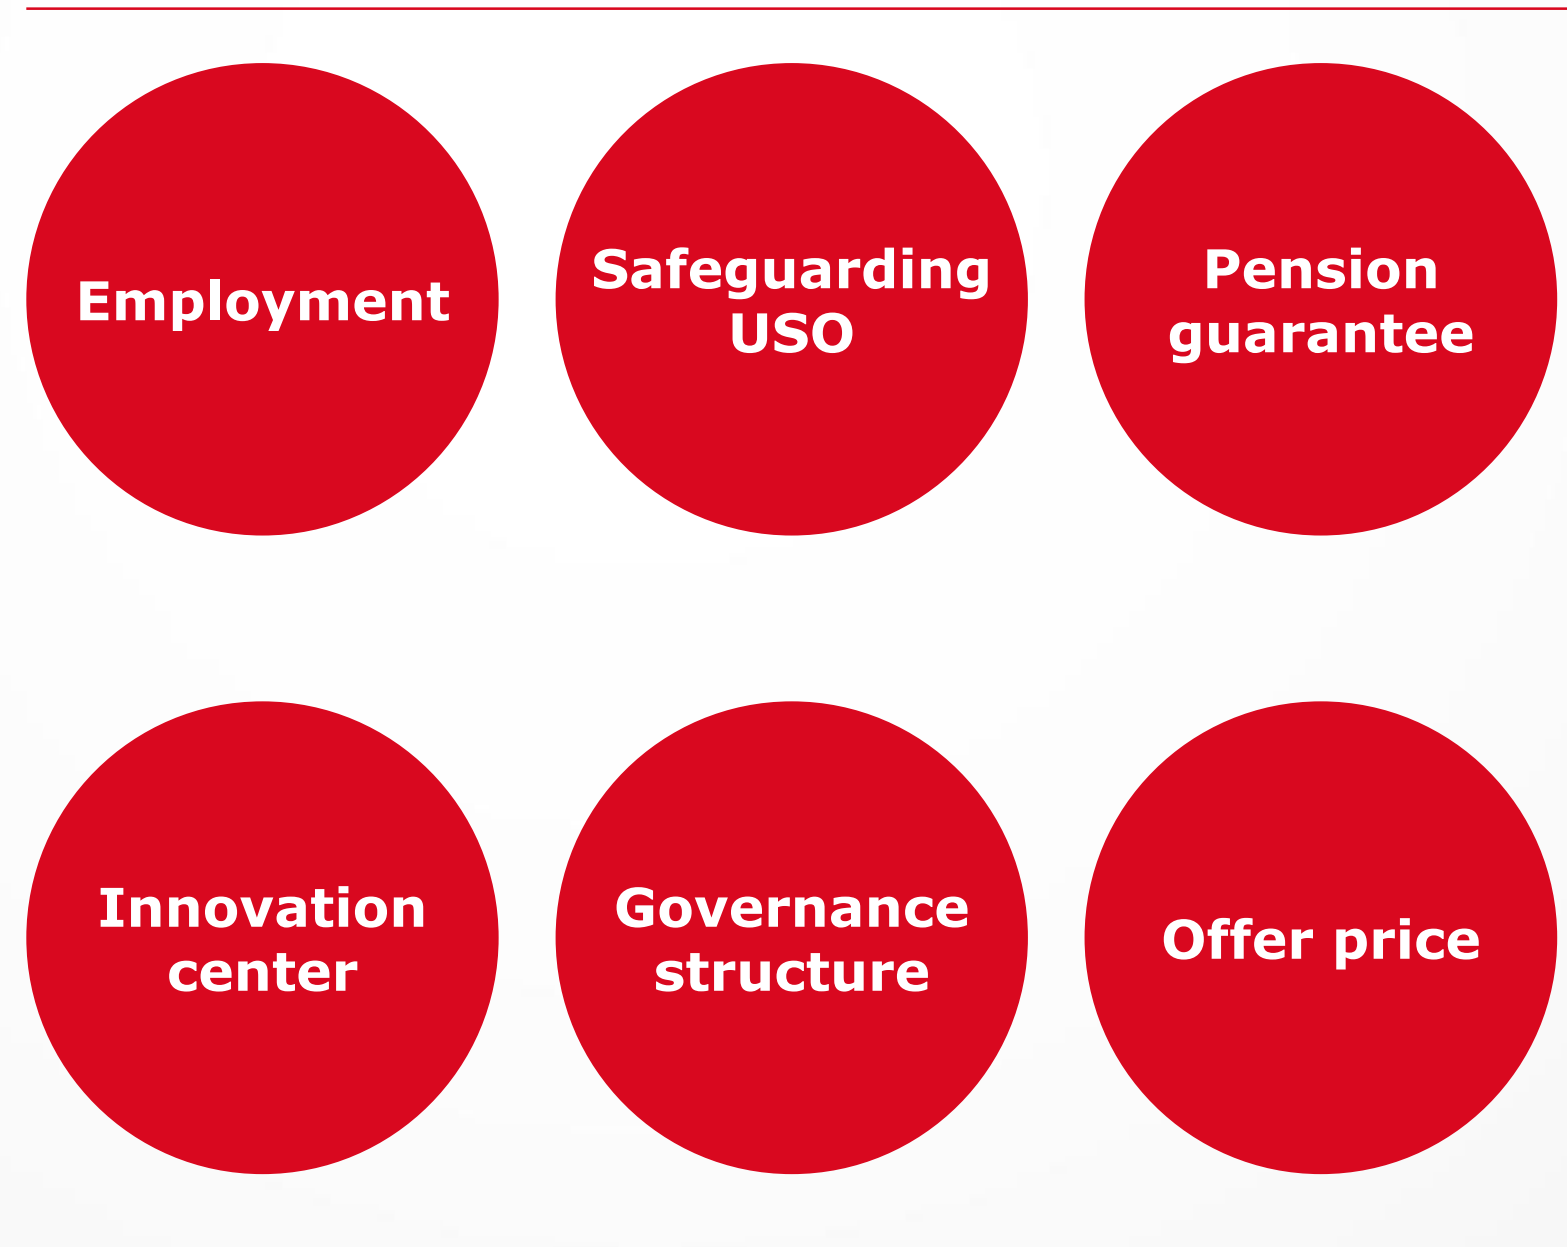 Employment
Safeguarding
USO
Pension
guarantee
Innovation
center
Governance
structure
Offer price